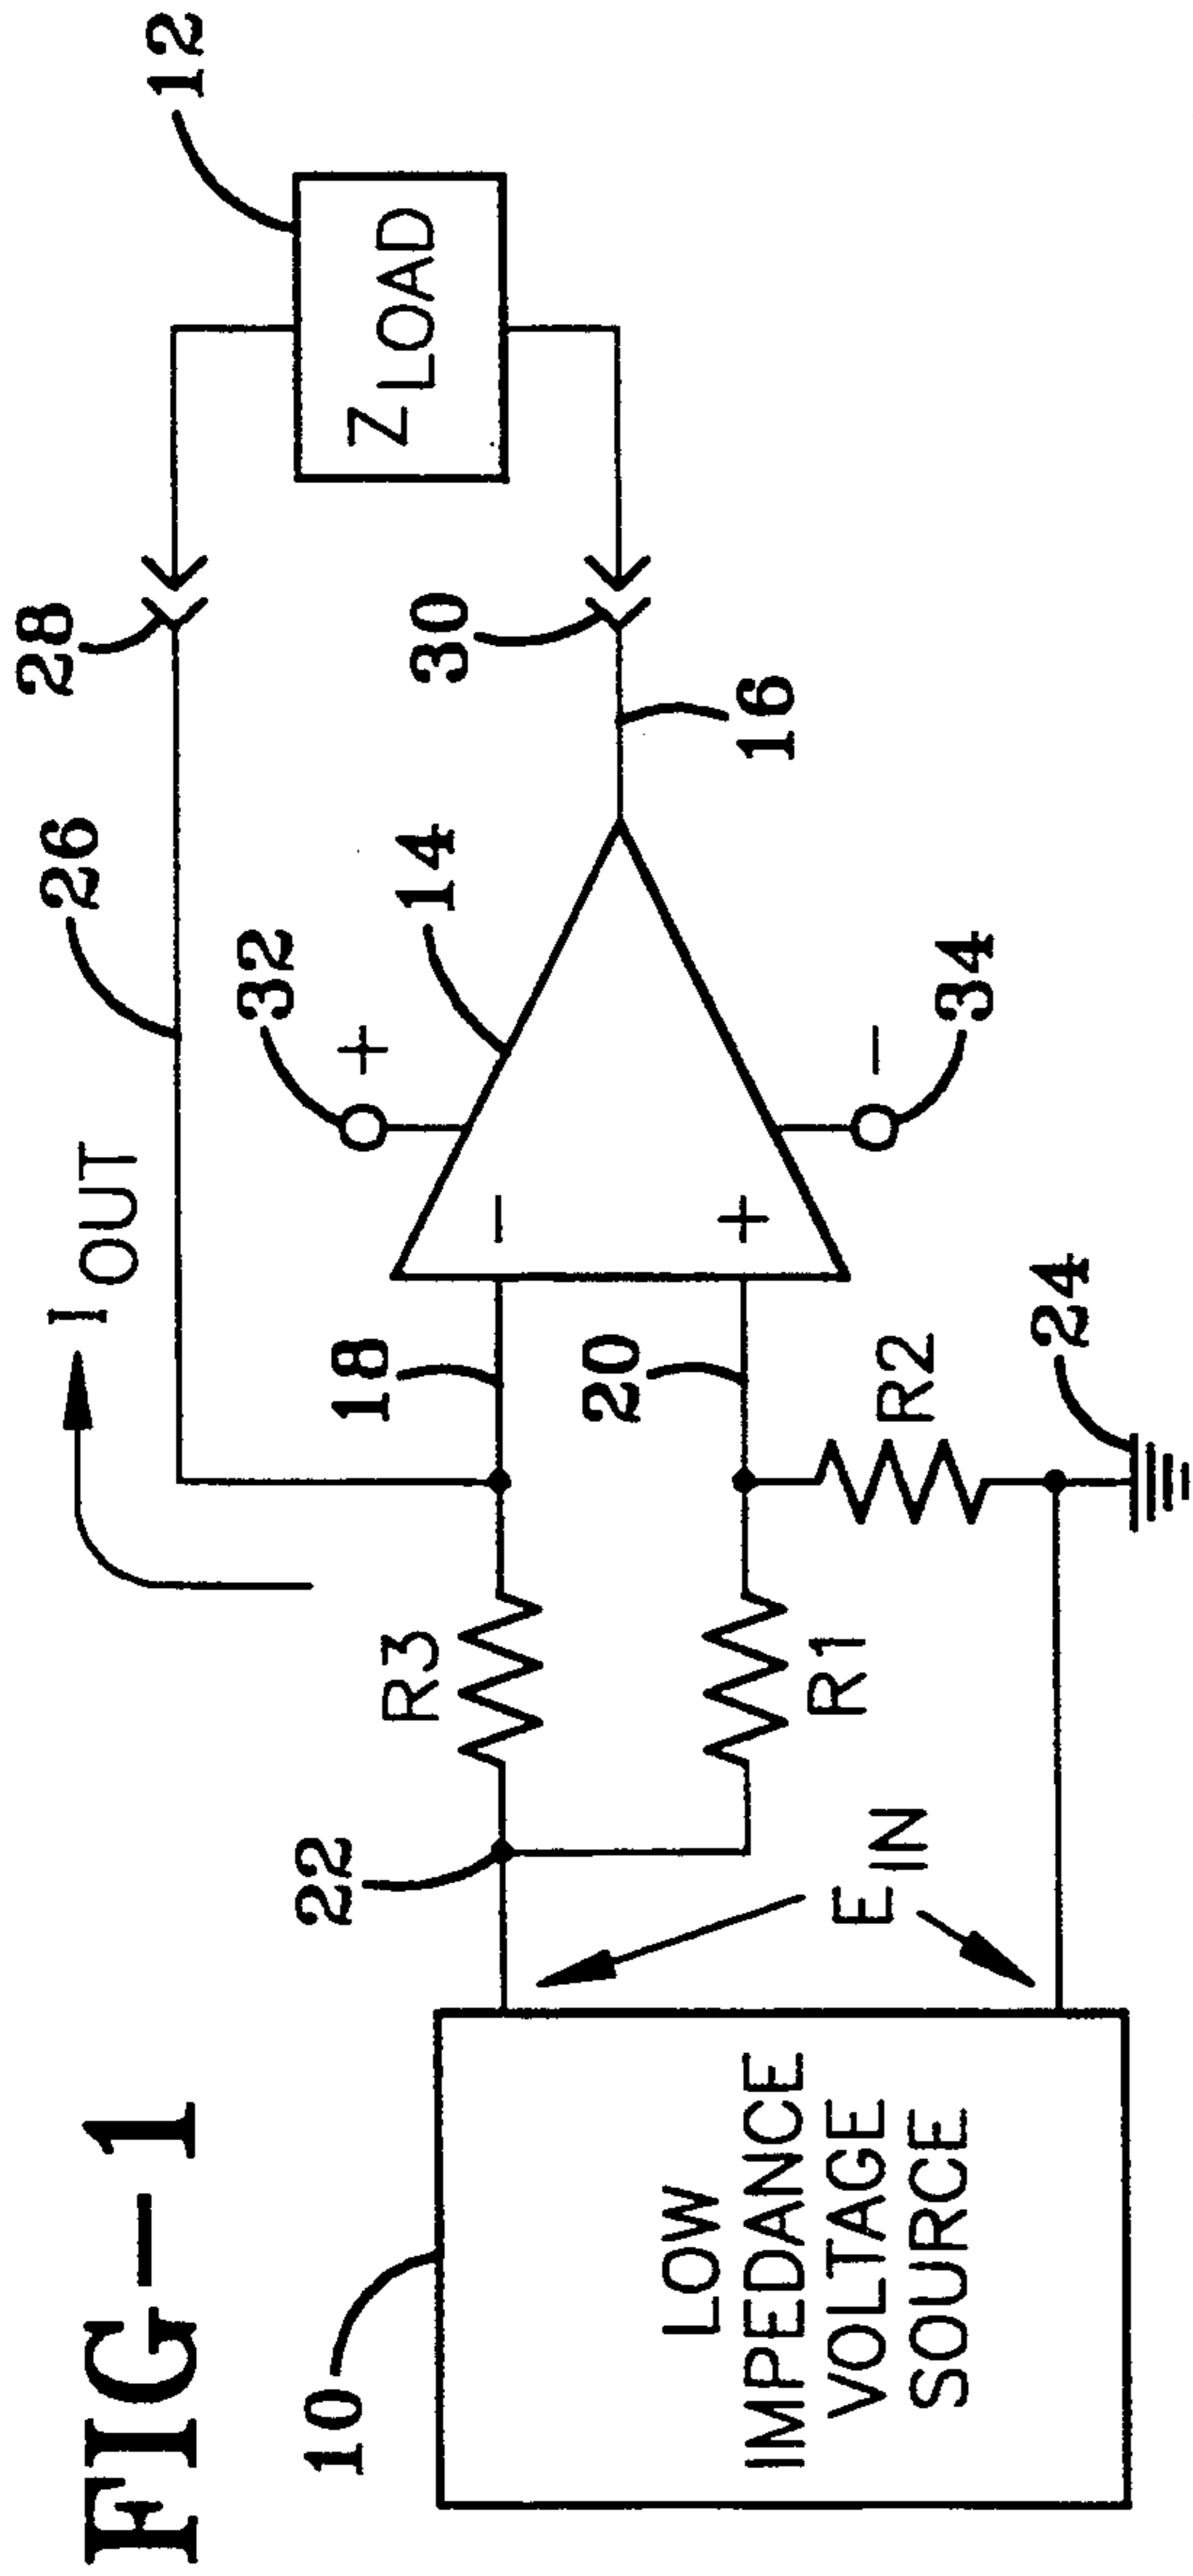 FIG-1
I OUT
26
28
12
32
+
14
Z LOAD
22
R3
18
−
30
10
20
+
16
LOW
IMPEDANCE
VOLTAGE
SOURCE
E IN
R1
R2
−
34
24